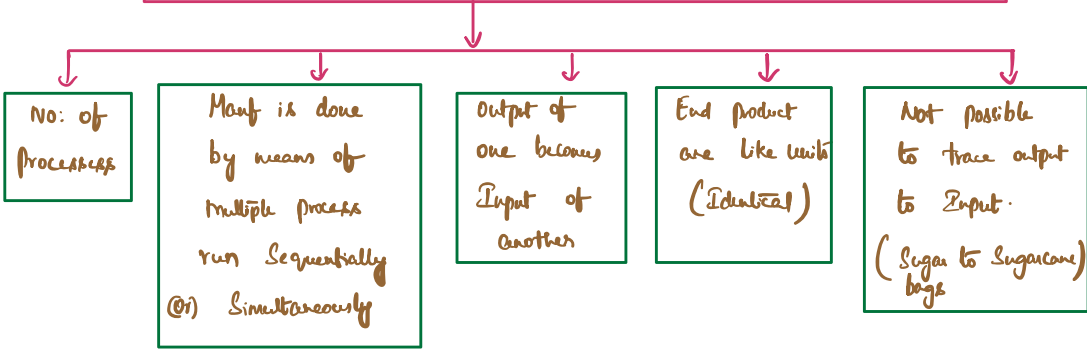 No: of
Processess
Manf is done
by means of
multiple process
run Sequentially
(or) Simultaneously
Output of
one becomes
Input of
another
End product
are like units
(Identical)
Not possible
to trace output
to Input.
(Sugar to Sugarcane)
bags